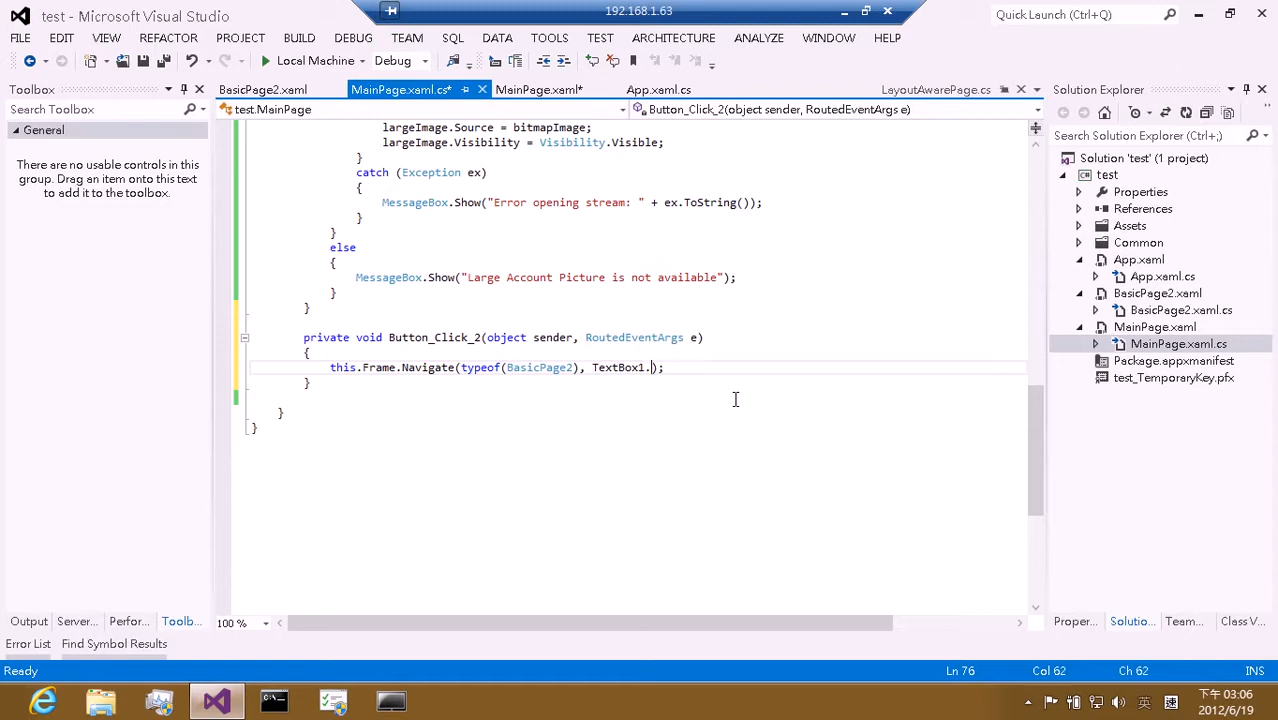 192.168.1.63
test - Microsoft Visual Studio
Quick Launch (Ctrl+Q)
FILE EDIT VIEW REFACTOR PROJECT BUILD DEBUG TEAM SQL DATA TOOLS TEST ARCHITECTURE ANALYZE WINDOW HELP
Local Machine Debug
Toolbox
BasicPage2.xaml MainPage.xaml.cs* MainPage.xaml* App.xaml.cs LayoutAwarePage.cs
Solution Explorer
Search Toolbox
test.MainPage
Button_Click_2(object sender, RoutedEventArgs e)
General
There are no usable controls in this
group. Drag an item onto this text
to add it to the toolbox.
largeImage.Source = bitmapImage;
largeImage.Visibility = Visibility.Visible;
}
catch (Exception ex)
{
MessageBox.Show("Error opening stream: " + ex.ToString());
}
}
else
{
MessageBox.Show("Large Account Picture is not available");
}
}
private void Button_Click_2(object sender, RoutedEventArgs e)
{
this.Frame.Navigate(typeof(BasicPage2), TextBox1.);
}
}
}
Search Solution Explorer (Ctrl+;)
Solution 'test' (1 project)
test
Properties
References
Assets
Common
App.xaml
App.xaml.cs
BasicPage2.xaml
BasicPage2.xaml.cs
MainPage.xaml
MainPage.xaml.cs
Package.appxmanifest
test_TemporaryKey.pfx
Output Server... Perfor... Toolb...
100 %
Proper... Solutio... Team... Class V...
Error List Find Symbol Results
Ready
Ln 76 Col 62 Ch 62 INS
英 速
下午 03:06
2012/6/19